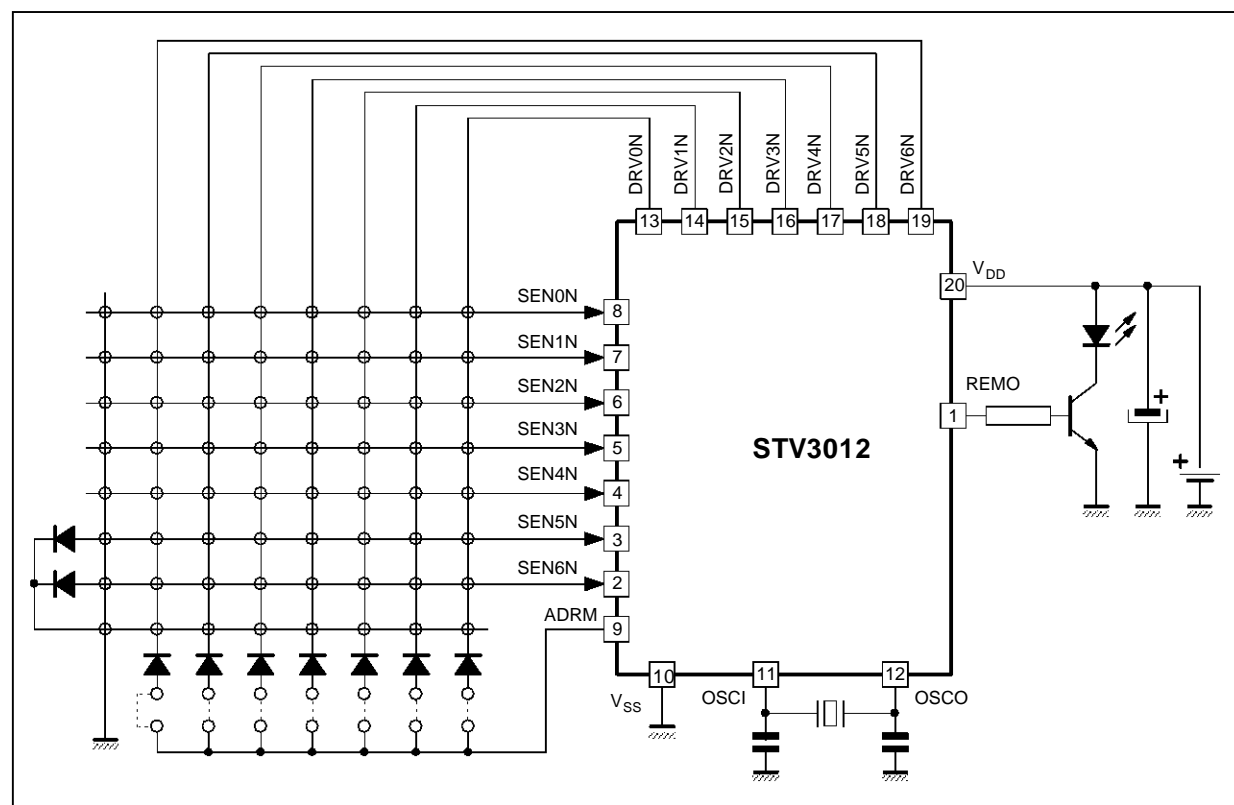 DRV0N
DRV1N
DRV2N
DRV3N
DRV4N
DRV5N
DRV6N
13
14
15
16
17
18
19
20
VDD
SEN0N
8
SEN1N
7
SEN2N
6
REMO
1
SEN3N
5
STV3012
SEN4N
4
SEN5N
3
SEN6N
2
ADRM
9
VSS
10
OSCI
11
12
OSCO
+
+